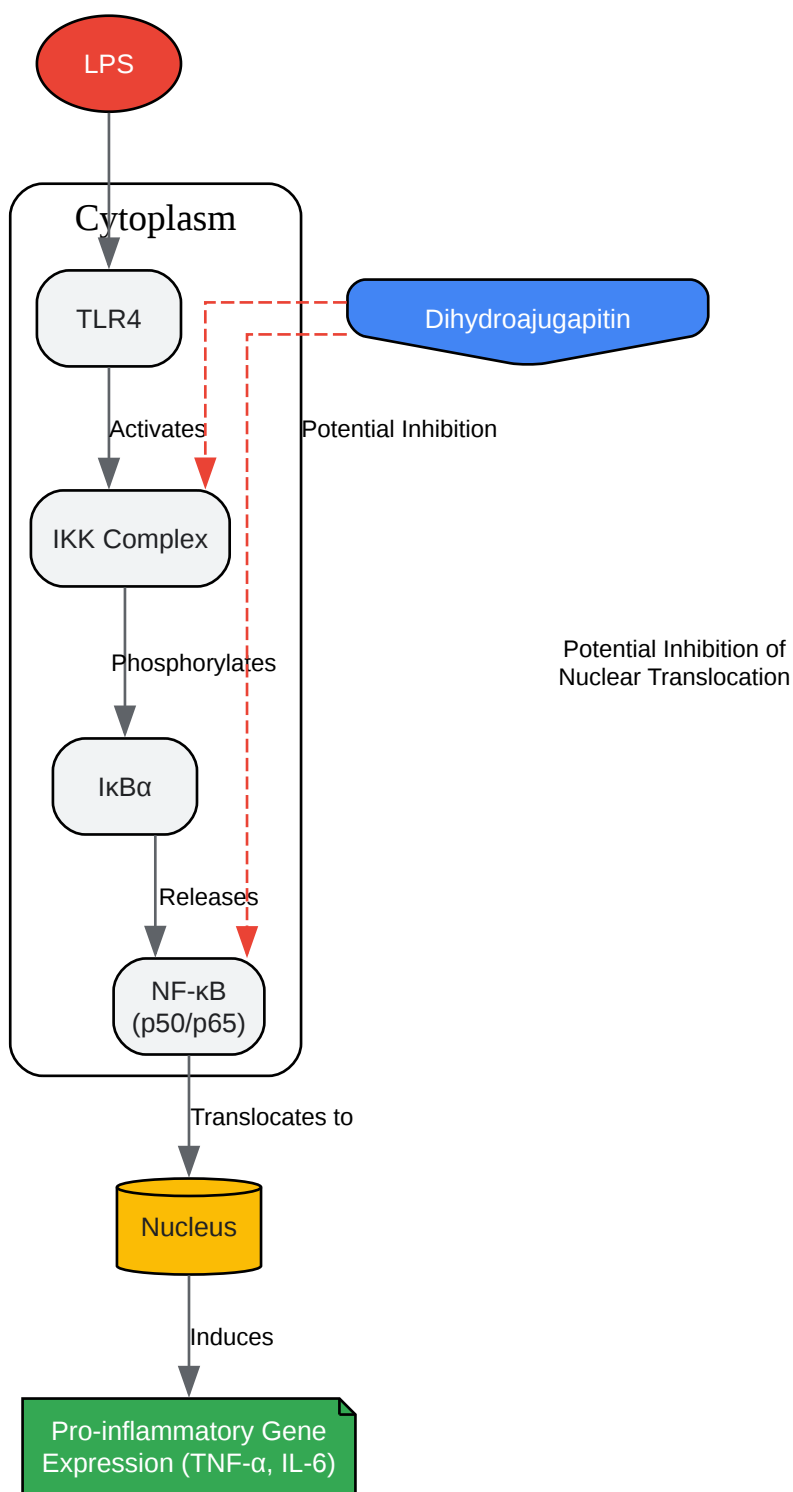 LPS
Cytoplasm
TLR4
Dihydroajugapitin
Activates
Potential Inhibition
IKK Complex
Phosphorylates
Potential Inhibition of
Nuclear Translocation
IκBα
Releases
NF-κB
(p50/p65)
Translocates to
Nucleus
Induces
Pro-inflammatory Gene
Expression (TNF-α, IL-6)